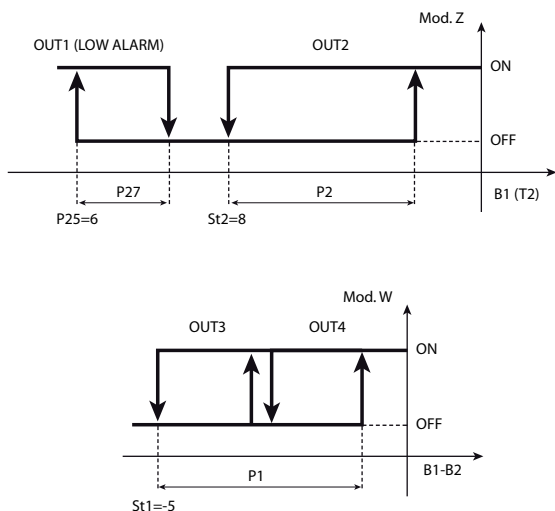 Mod. Z
OUT1 (LOW ALARM)
OUT2
ON
OFF
P27
P2
B1 (T2)
P25=6
St2=8
Mod. W
OUT3
OUT4
ON
OFF
P1
B1-B2
St1=-5